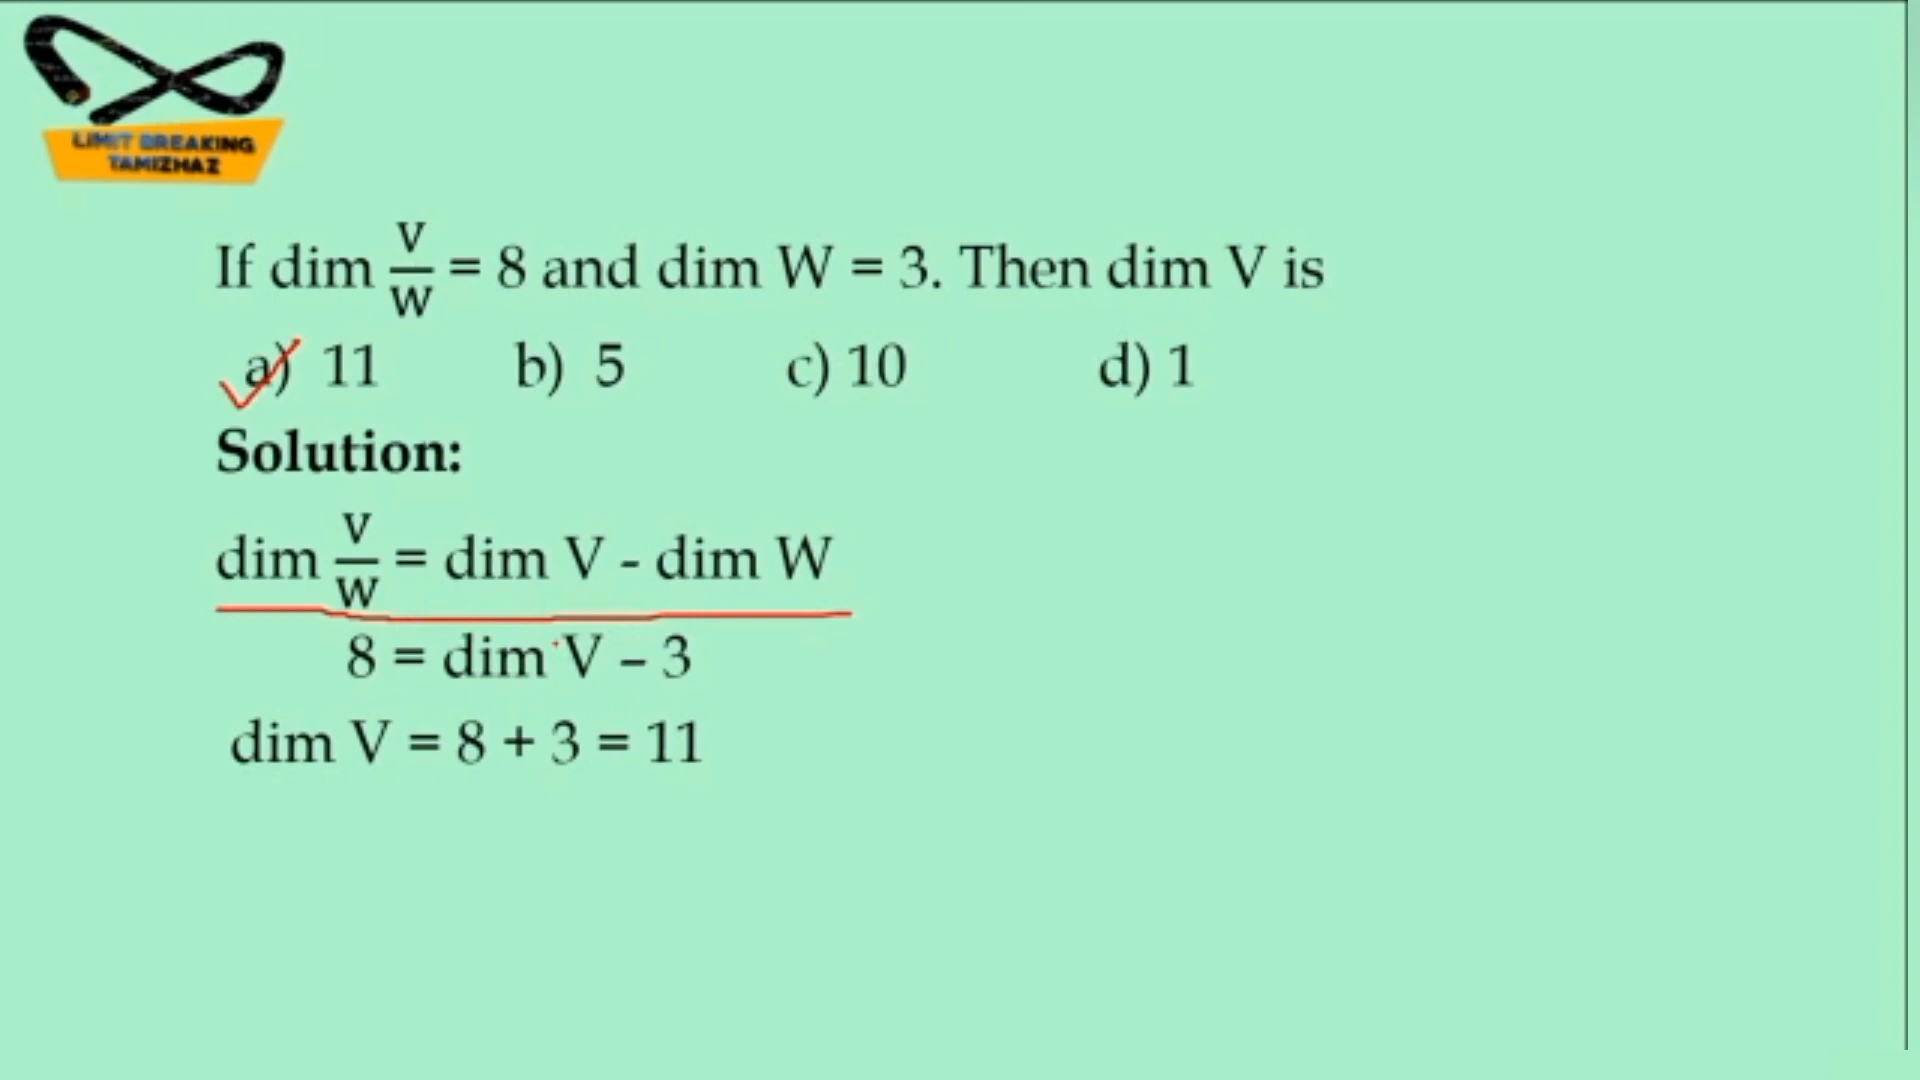 LIMIT BREAKING
TAMIZHAZ
If dim V/W = 8 and dim W = 3. Then dim V is
a) 11 b) 5 c) 10 d) 1
Solution:
dim V/W = dim V - dim W
8 = dim V – 3
dim V = 8 + 3 = 11